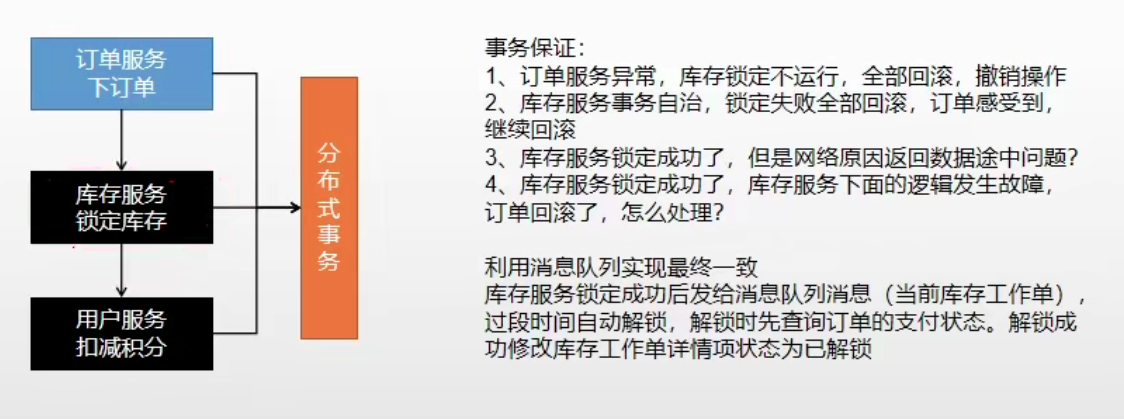 订单服务
下订单
库存服务
锁定库存
用户服务
扣减积分
分
布
式
事
务
事务保证：
1、订单服务异常，库存锁定不运行，全部回滚，撤销操作
2、库存服务事务自治，锁定失败全部回滚，订单感受到，
继续回滚
3、库存服务锁定成功了，但是网络原因返回数据途中问题？
4、库存服务锁定成功了，库存服务下面的逻辑发生故障，
订单回滚了，怎么处理？
利用消息队列实现最终一致
库存服务锁定成功后发给消息队列消息（当前库存工作单），
过段时间自动解锁，解锁时先查询订单的支付状态。解锁成
功修改库存工作单详情项状态为已解锁